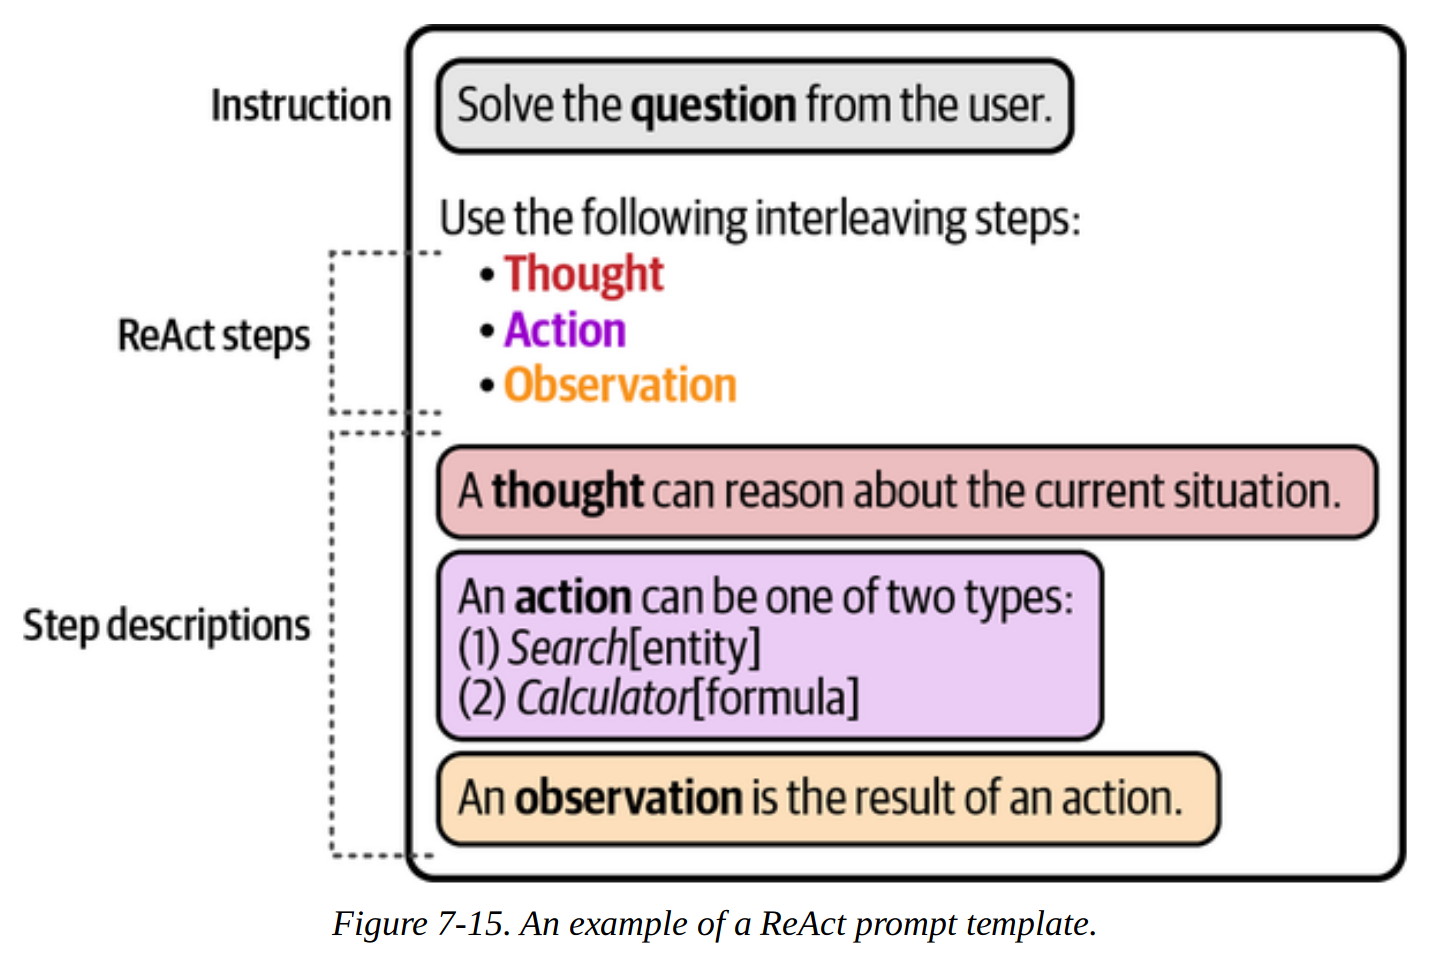 Instruction
Solve the question from the user.
Use the following interleaving steps:
ReAct steps
• Thought
• Action
• Observation
Step descriptions
A thought can reason about the current situation.
An action can be one of two types:
(1) Search[entity]
(2) Calculator[formula]
An observation is the result of an action.
Figure 7-15. An example of a ReAct prompt template.